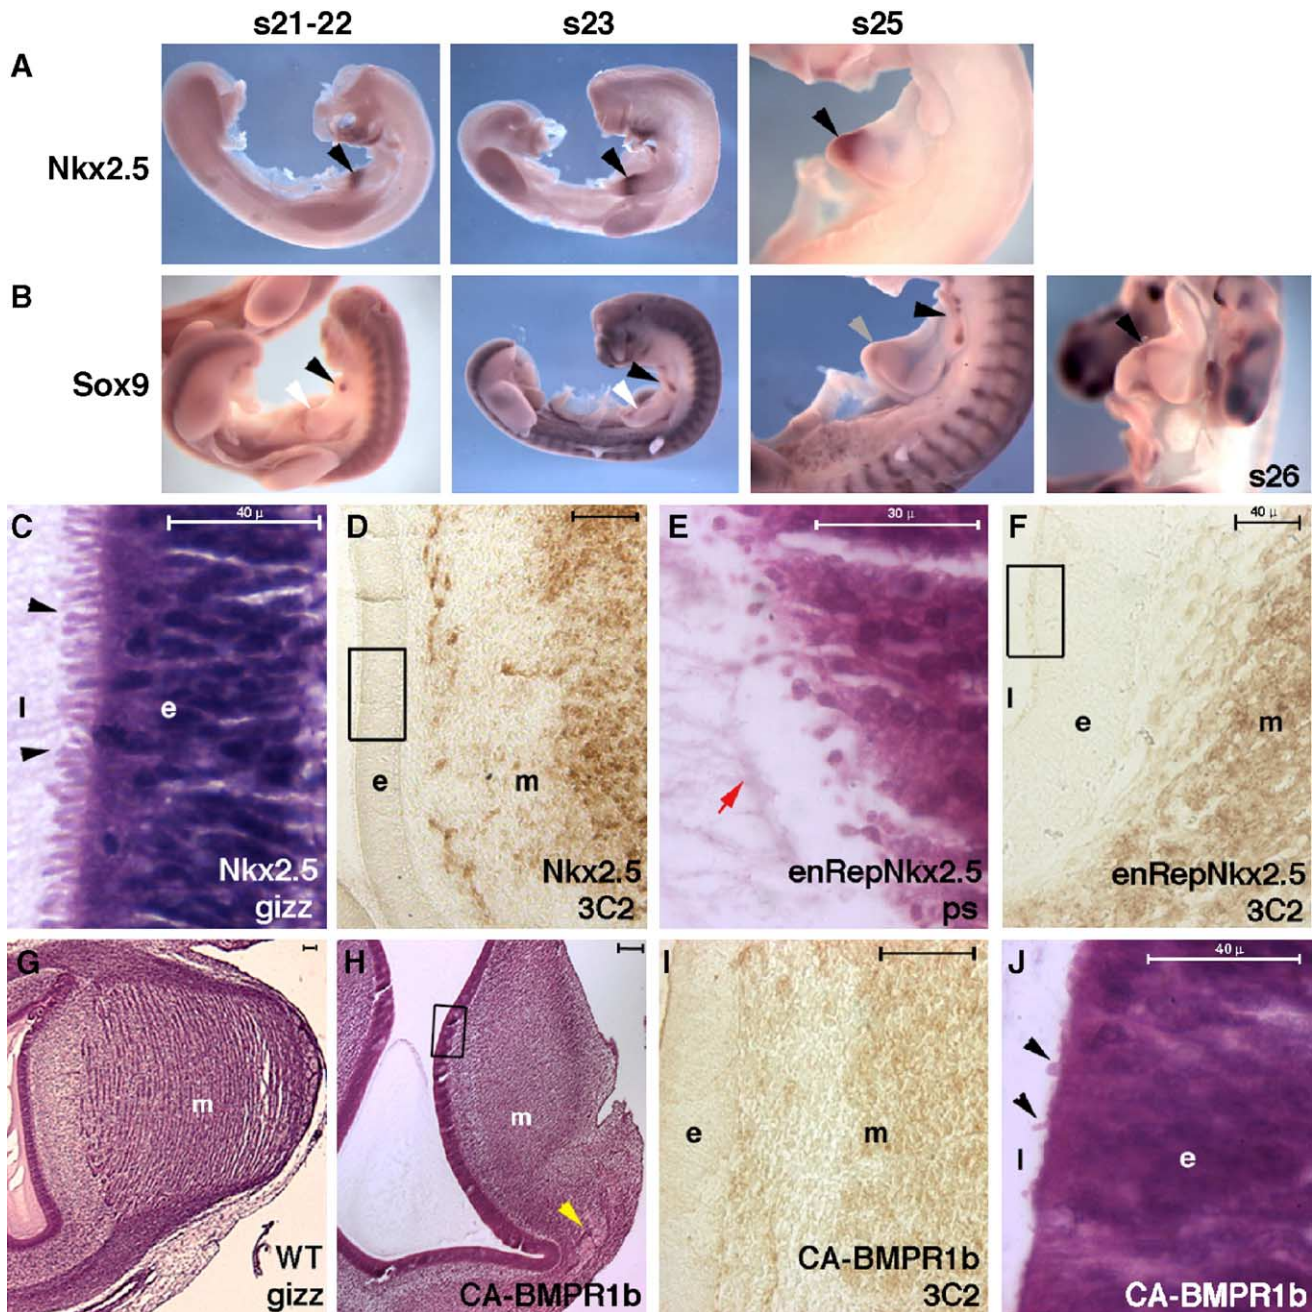 s21-22 s23 s25
A
Nkx2.5
B
Sox9
s26
C 40 µ D E 30 µ F 40 µ
l e e m l e m
Nkx2.5 Nkx2.5 enRepNkx2.5 enRepNkx2.5
gizz 3C2 ps 3C2
G H I J 40 µ
m m e m l e
WT CA-BMPR1b CA-BMPR1b CA-BMPR1b
gizz 3C2